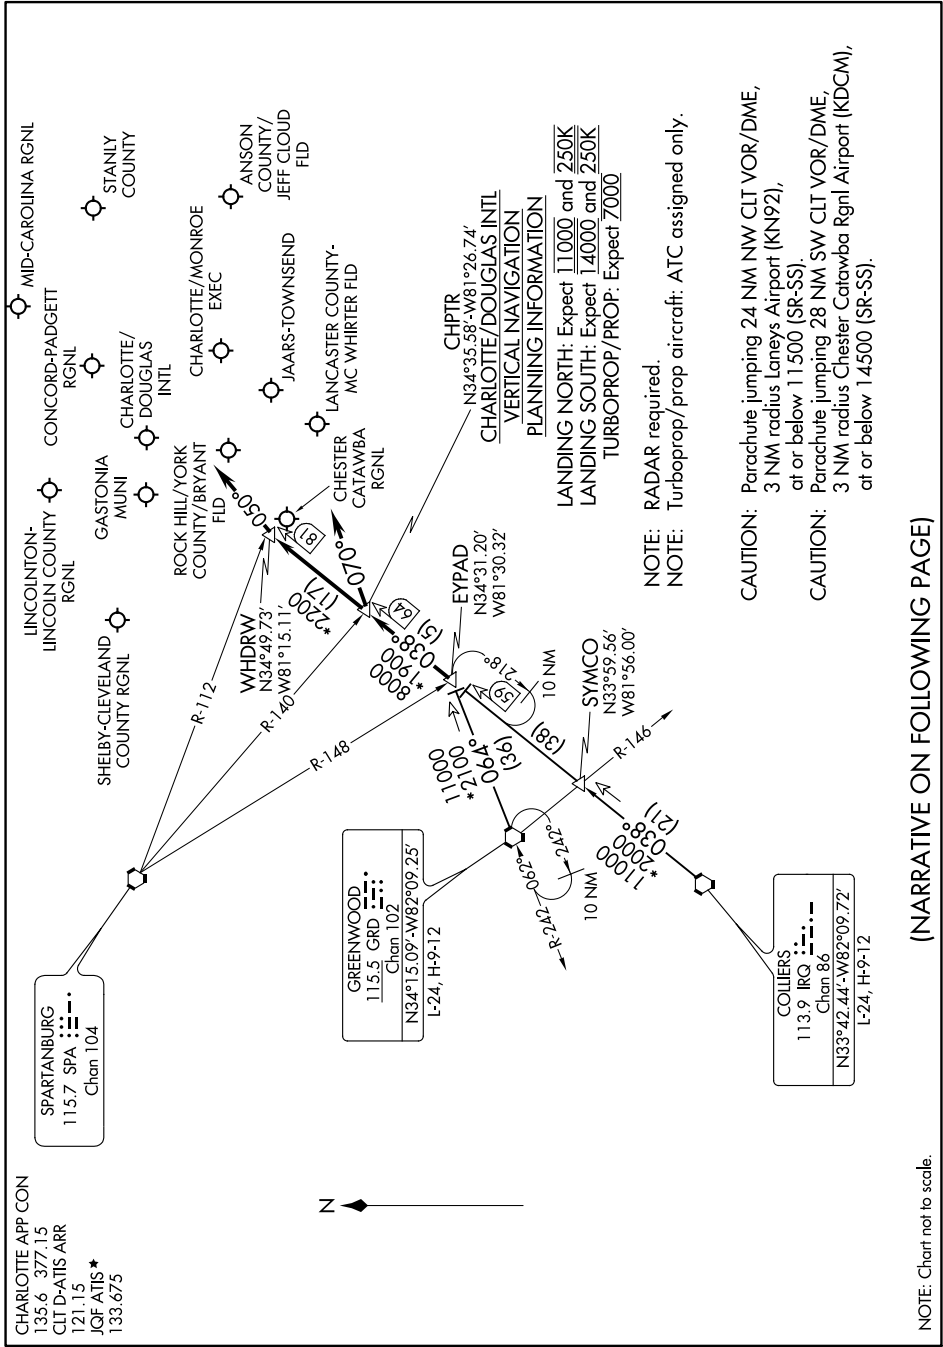 CHARLOTTE APP CON
135.6 377.15
CLT D-ATIS ARR
121.15
JQF ATIS★
133.675
SPARTANBURG
115.7 SPA
Chan 104
N
SHELBY-CLEVELAND
COUNTY RGNL
LINCOLNTON-
LINCOLN COUNTY
RGNL
GASTONIA
MUNI
CONCORD-PADGETT
RGNL
CHARLOTTE/
DOUGLAS
INTL
MID-CAROLINA RGNL
STANLY
COUNTY
ROCK HILL/YORK
COUNTY/BRYANT
FLD
CHARLOTTE/MONROE
EXEC
ANSON
COUNTY/
JEFF CLOUD
FLD
JAARS-TOWNSEND
LANCASTER COUNTY-
MC WHIRTER FLD
CHESTER
CATAWBA
RGNL
R-112
R-140
R-148
WHDRW
N34°49.73'
W81°15.11'
050°
81
*2200
(17)
070°
64
8000
*1900
038°
(5)
CHPTR
N34°35.58'-W81°26.74'
CHARLOTTE/DOUGLAS INTL
VERTICAL NAVIGATION
PLANNING INFORMATION
LANDING NORTH: Expect 11000 and 250K
LANDING SOUTH: Expect 14000 and 250K
TURBOPROP/PROP: Expect 7000
EYPAD
N34°31.20'
W81°30.32'
59
218°
10 NM
11000
*2100
064°
(36)
(38)
GREENWOOD
115.5 GRD
Chan 102
N34°15.09'-W82°09.25'
L-24, H-9-12
R-242
062°
242°
10 NM
SYMCO
N33°59.56'
W81°56.00'
R-146
11000
*2000
038°
(21)
COLLIERS
113.9 IRQ
Chan 86
N33°42.44'-W82°09.72'
L-24, H-9-12
NOTE: RADAR required.
NOTE: Turboprop/prop aircraft: ATC assigned only.
CAUTION: Parachute jumping 24 NM NW CLT VOR/DME,
3 NM radius Laneys Airport (KN92),
at or below 11500 (SR-SS).
CAUTION: Parachute jumping 28 NM SW CLT VOR/DME,
3 NM radius Chester Catawba Rgnl Airport (KDCM),
at or below 14500 (SR-SS).
(NARRATIVE ON FOLLOWING PAGE)
NOTE: Chart not to scale.